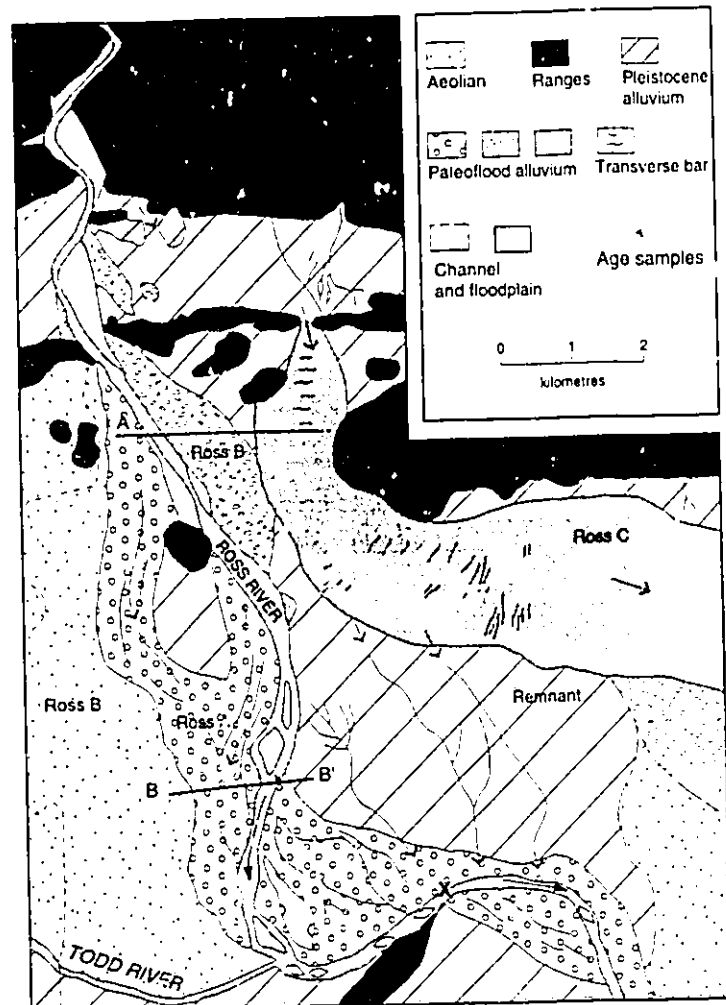 Aeolian
Ranges
Pleistocene
alluvium
Paleoflood alluvium
Transverse bar
Channel
and floodplain
Age samples
0 1 2
kilometres
A
Ross B
ROSS RIVER
Ross C
Ross B
Ross
Remnant
B
B'
X
TODD RIVER